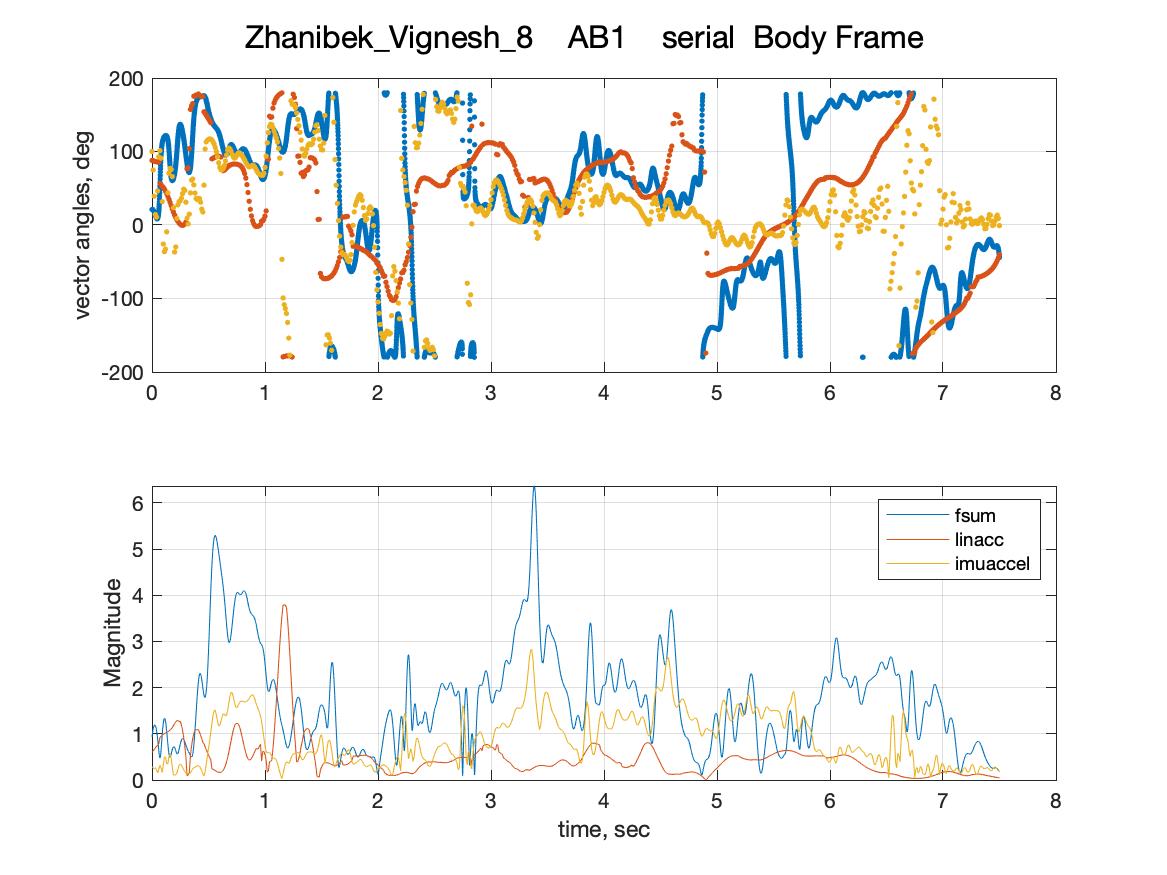 Zhanibek_Vignesh_8 AB1 serial Body Frame
200
100
0
-100
-200
vector angles, deg
0 1 2 3 4 5 6 7 8
6
5
4
3
2
1
0
Magnitude
fsum
linacc
imuaccel
0 1 2 3 4 5 6 7 8
time, sec